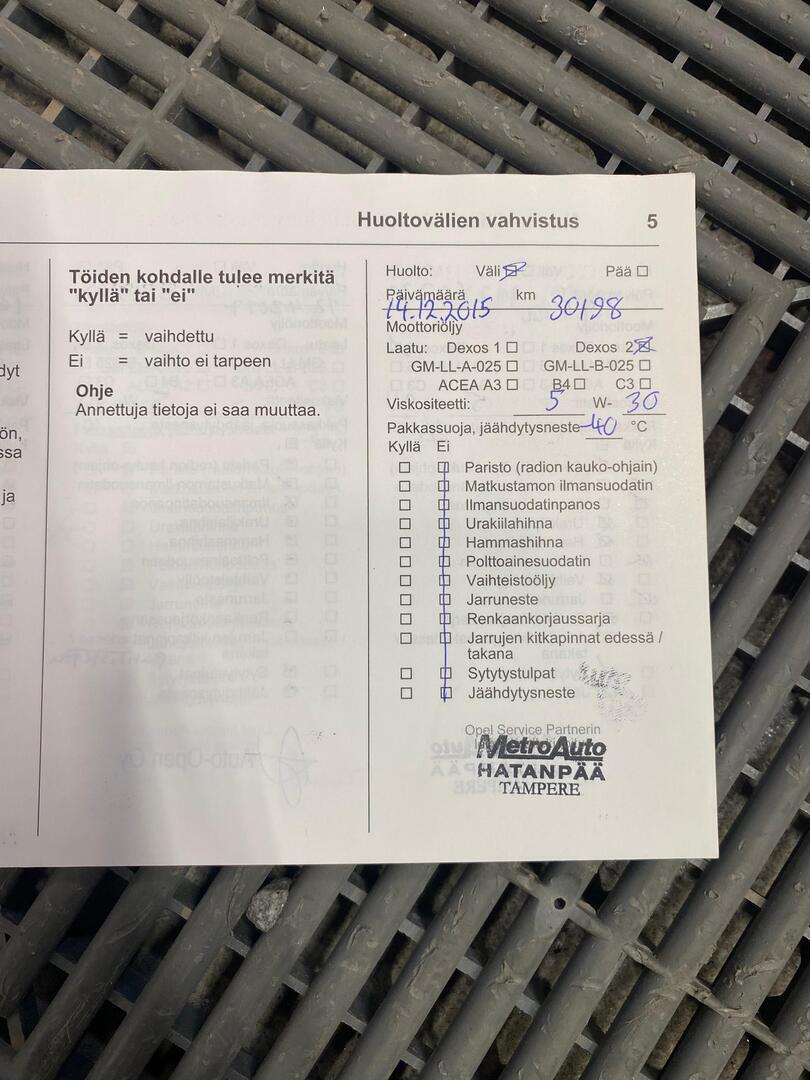 Huoltovälien vahvistus 5
dyt
ön,
ssa
ja
Töiden kohdalle tulee merkitä
"kyllä" tai "ei"
Kyllä = vaihdettu
Ei = vaihto ei tarpeen
Ohje
Annettuja tietoja ei saa muuttaa.
Huolto: Väli ☒ Pää ☐
Päivämäärä km
14.12.2015 30198
Moottoriöljy
Laatu: Dexos 1 ☐ Dexos 2 ☒
GM-LL-A-025 ☐ GM-LL-B-025 ☐
ACEA A3 ☐ B4 ☐ C3 ☐
Viskositeetti: 5 W- 30
Pakkassuoja, jäähdytysneste -40 °C
Kyllä Ei
Paristo (radion kauko-ohjain)
Matkustamon ilmansuodatin
Ilmansuodatinpanos
Urakiilahihna
Hammashihna
Polttoainesuodatin
Vaihteistoöljy
Jarruneste
Renkaankorjaussarja
Jarrujen kitkapinnat edessä /
takana
Sytytystulpat
Jäähdytysneste
Opel Service Partnerin
MetroAuto
HATANPÄÄ
TAMPERE